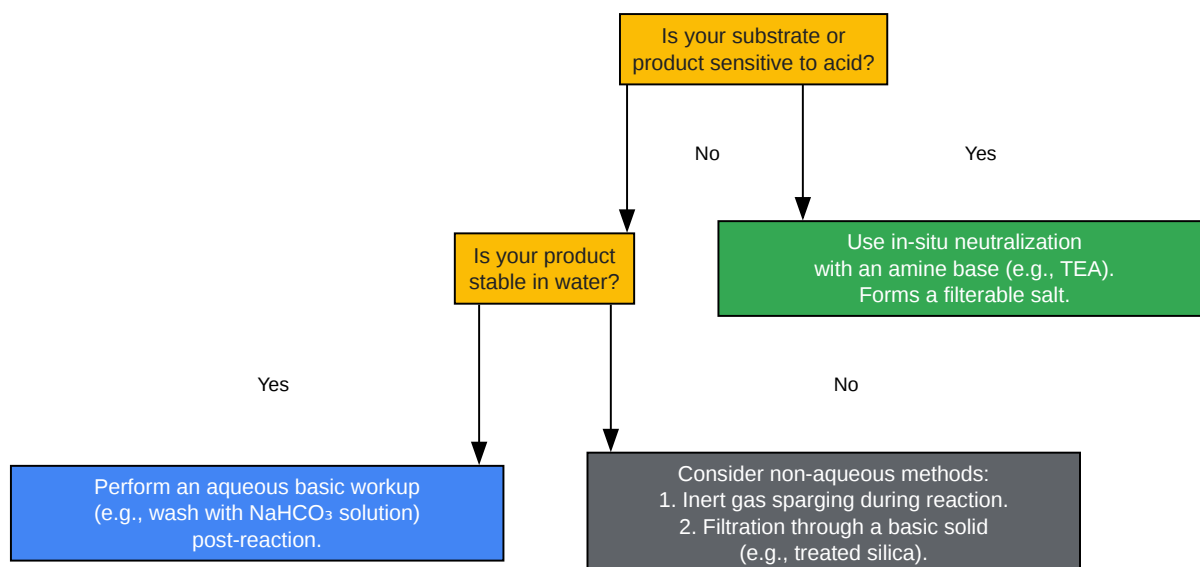 Is your substrate or
product sensitive to acid?
No
Yes
Use in-situ neutralization
with an amine base (e.g., TEA).
Forms a filterable salt.
Is your product
stable in water?
Yes
No
Perform an aqueous basic workup
(e.g., wash with NaHCO₃ solution)
post-reaction.
Consider non-aqueous methods:
1. Inert gas sparging during reaction.
2. Filtration through a basic solid
(e.g., treated silica).